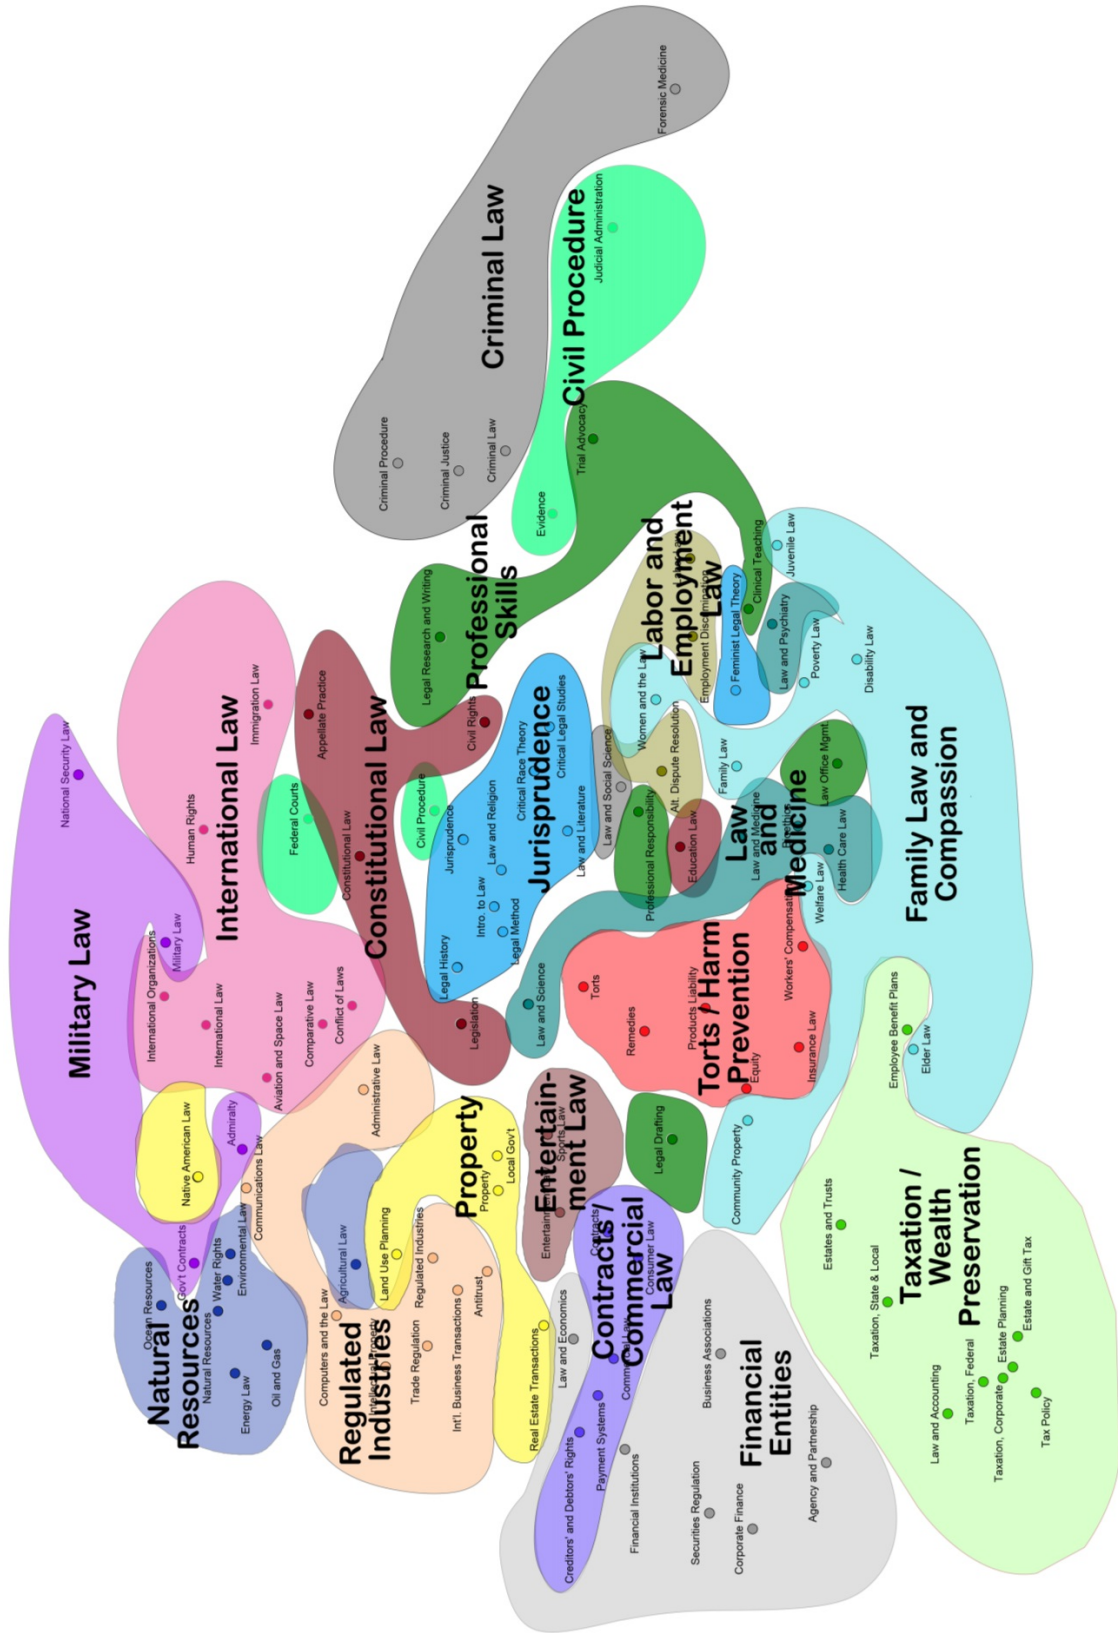 Military Law
National Security Law
International Organizations
Military Law
Human Rights
International Law
International Law
Immigration Law
Aviation and Space Law
Comparative Law
Conflict of Laws
Native American Law
Admiralty
Gov't Contracts
Communications Law
Ocean Resources
Water Rights
Environmental Law
Natural
Resources
Natural Resources
Energy Law
Oil and Gas
Federal Courts
Appellate Practice
Constitutional Law
Constitutional Law
Civil Rights
Legislation
Administrative Law
Agricultural Law
Computers and the Law
Intellectual Property
Regulated
Industries
Regulated Industries
Trade Regulation
Int'l. Business Transactions
Antitrust
Land Use Planning
Property
Property
Local Gov't
Real Estate Transactions
Criminal Law
Criminal Procedure
Criminal Justice
Criminal Law
Forensic Medicine
Civil Procedure
Judicial Administration
Evidence
Civil Procedure
Trial Advocacy
Legal Research and Writing
Professional
Skills
Clinical Teaching
Jurisprudence
Jurisprudence
Law and Religion
Critical Race Theory
Critical Legal Studies
Intro. to Law
Legal Method
Legal History
Law and Literature
Law and Social Science
Women and the Law
Labor and
Employment
Law
Employment Discrimination
Feminist Legal Theory
Alt. Dispute Resolution
Professional Responsibility
Education Law
Law and Psychiatry
Juvenile Law
Poverty Law
Disability Law
Family Law
Law
and
Medicine
Law and Medicine
Bioethics
Law Office Mgmt.
Health Care Law
Welfare Law
Family Law and
Compassion
Law and Science
Torts
Remedies
Products Liability
Torts / Harm
Prevention
Workers' Compensation
Insurance Law
Equity
Employee Benefit Plans
Elder Law
Community Property
Legal Drafting
Entertain-
ment Law
Sports Law
Contracts
Consumer Law
Contracts /
Commercial
Law
Commercial Law
Payment Systems
Creditors' and Debtors' Rights
Law and Economics
Financial Institutions
Business Associations
Securities Regulation
Corporate Finance
Financial
Entities
Agency and Partnership
Taxation /
Wealth
Preservation
Estates and Trusts
Taxation, State & Local
Law and Accounting
Taxation, Federal
Taxation, Corporate
Estate Planning
Estate and Gift Tax
Tax Policy